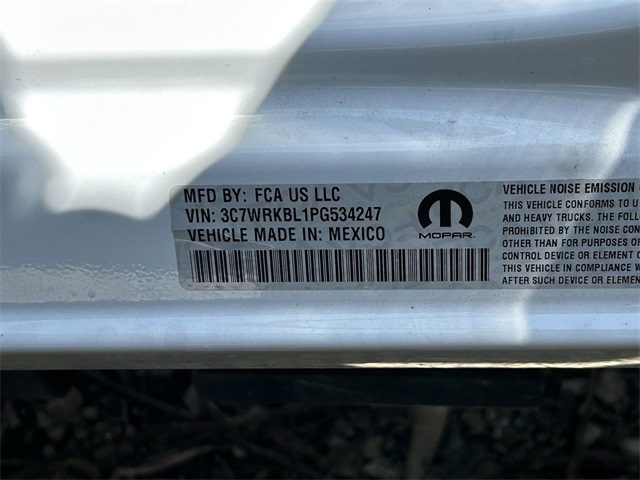 MFD BY: FCA US LLC
VIN: 3C7WRKBL1PG534247
VEHICLE MADE IN: MEXICO
MOPAR
VEHICLE NOISE EMISSION
THIS VEHICLE CONFORMS TO
AND HEAVY TRUCKS. THE FOLL
PROHIBITED BY THE NOISE CON
OTHER THAN FOR PURPOSES OF
CONTROL DEVICE OR ELEMENT O
THIS VEHICLE IN COMPLIANCE W
AFTER SUCH DEVICE OR ELEMENT